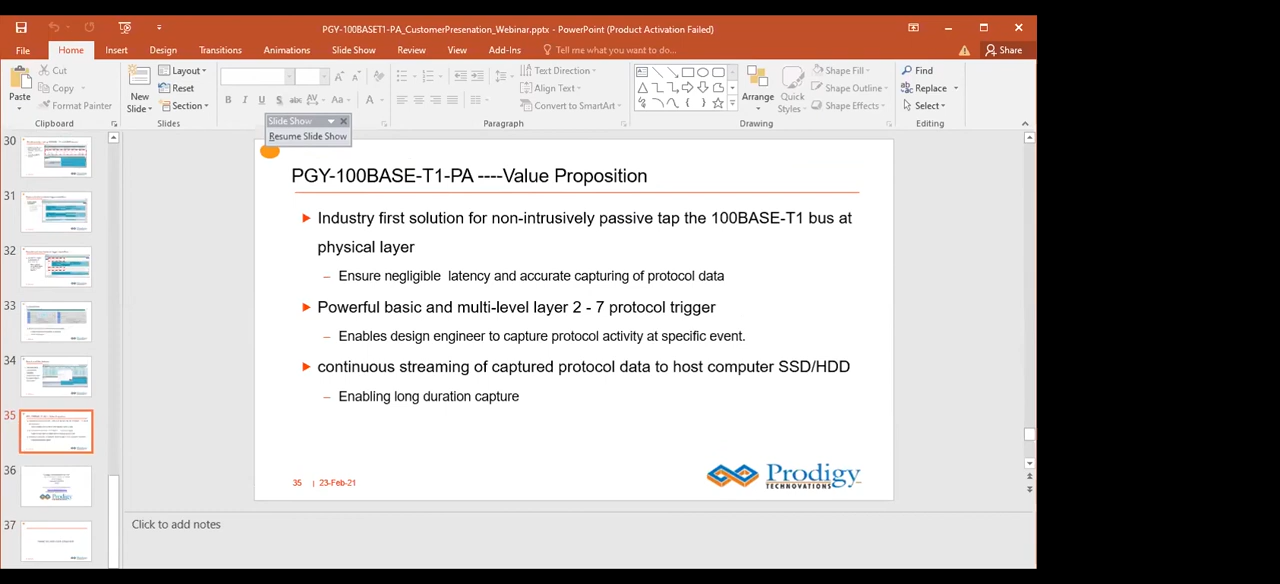 PGY-100BASET1-PA_CustomerPresenation_Webinar.pptx - PowerPoint (Product Activation Failed)
File Home Insert Design Transitions Animations Slide Show Review View Add-Ins Tell me what you want to do... Share
Paste Cut Copy Format Painter
New Slide Layout Reset Section
B I U S abc AV Aa A
Text Direction Align Text Convert to SmartArt
Arrange Quick Styles Shape Fill Shape Outline Shape Effects
Find Replace Select
Clipboard Slides Paragraph Drawing Editing
Slide Show
Resume Slide Show
30
31
32
33
34
35
36
37
PGY-100BASE-T1-PA ----Value Proposition
Industry first solution for non-intrusively passive tap the 100BASE-T1 bus at
physical layer
– Ensure negligible latency and accurate capturing of protocol data
Powerful basic and multi-level layer 2 - 7 protocol trigger
– Enables design engineer to capture protocol activity at specific event.
continuous streaming of captured protocol data to host computer SSD/HDD
– Enabling long duration capture
35 | 23-Feb-21
Prodigy
TECHNOVATIONS
Click to add notes